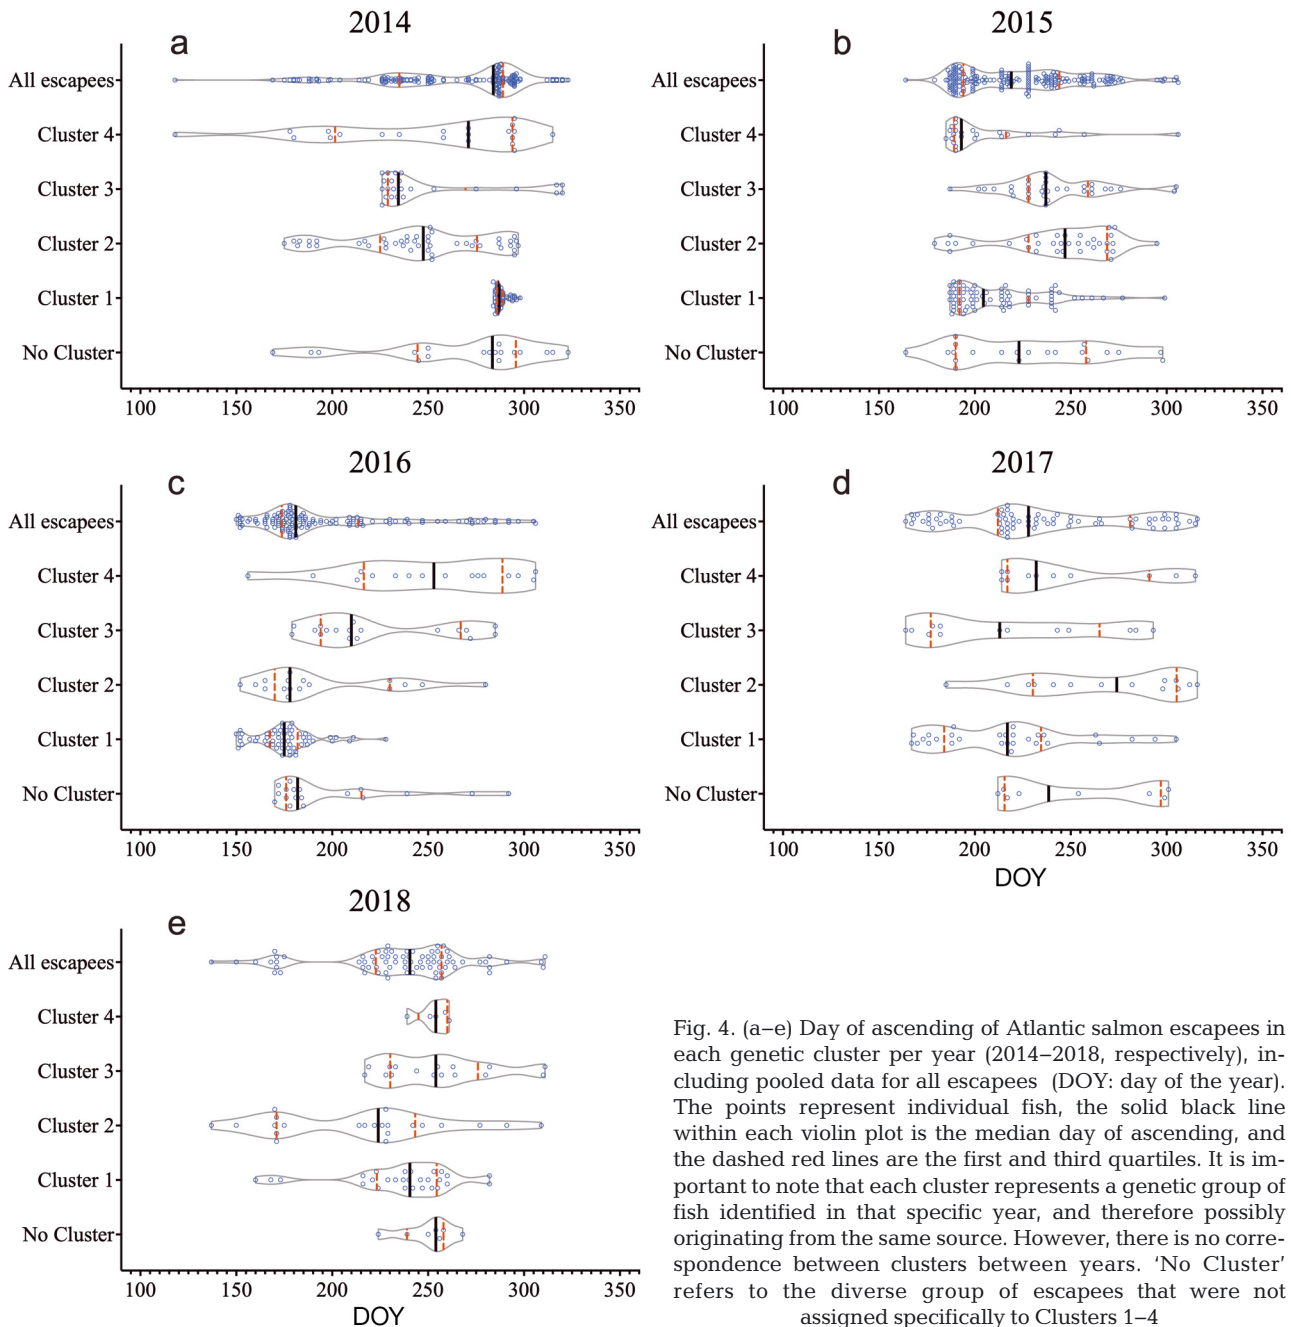 2014
a
All escapees
Cluster 4
Cluster 3
Cluster 2
Cluster 1
No Cluster
100 150 200 250 300 350
2015
b
All escapees
Cluster 4
Cluster 3
Cluster 2
Cluster 1
No Cluster
100 150 200 250 300 350
2016
c
All escapees
Cluster 4
Cluster 3
Cluster 2
Cluster 1
No Cluster
100 150 200 250 300 350
2017
d
All escapees
Cluster 4
Cluster 3
Cluster 2
Cluster 1
No Cluster
100 150 200 250 300 350
DOY
2018
e
All escapees
Cluster 4
Cluster 3
Cluster 2
Cluster 1
No Cluster
100 150 200 250 300 350
DOY
Fig. 4. (a–e) Day of ascending of Atlantic salmon escapees in
each genetic cluster per year (2014–2018, respectively), in-
cluding pooled data for all escapees (DOY: day of the year).
The points represent individual fish, the solid black line
within each violin plot is the median day of ascending, and
the dashed red lines are the first and third quartiles. It is im-
portant to note that each cluster represents a genetic group of
fish identified in that specific year, and therefore possibly
originating from the same source. However, there is no corre-
spondence between clusters between years. ‘No Cluster’
refers to the diverse group of escapees that were not
assigned specifically to Clusters 1–4